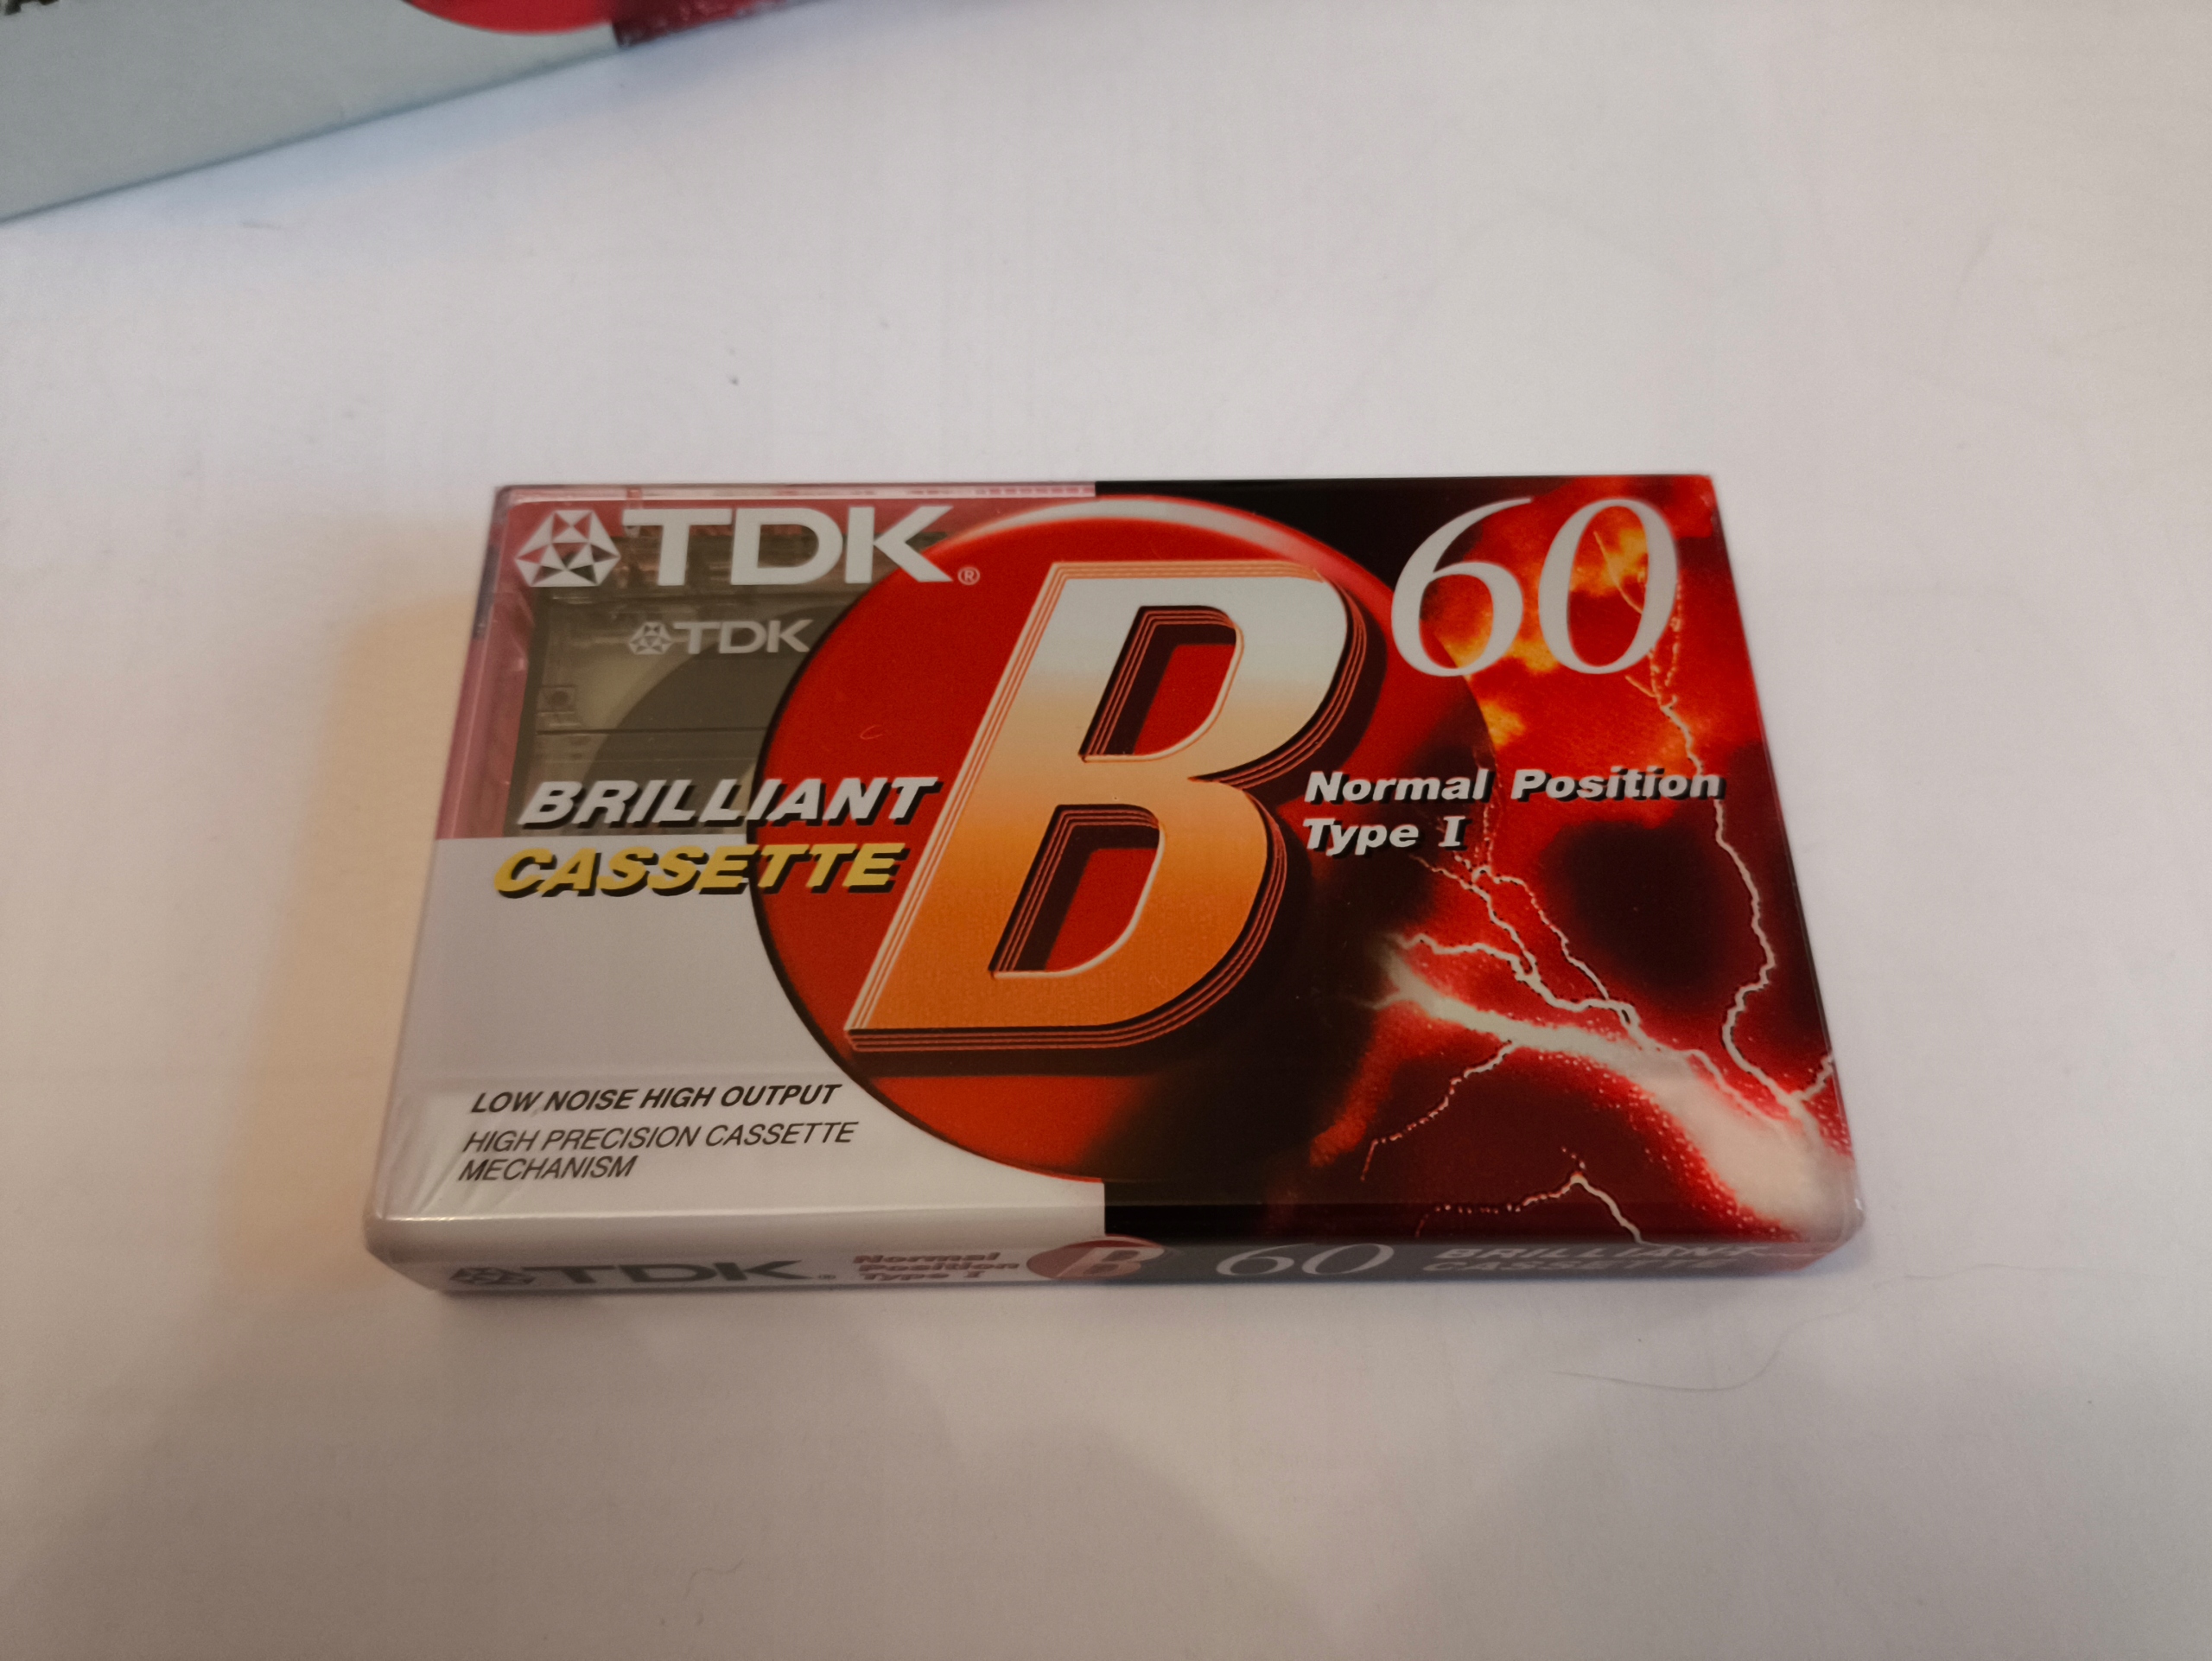 TDK®
60
TDK
B
BRILLIANT
CASSETTE
Normal Position
Type I
LOW NOISE HIGH OUTPUT
HIGH PRECISION CASSETTE
MECHANISM
TDK®
Normal
Position
Type I
B
60
BRILLIANT
CASSETTE